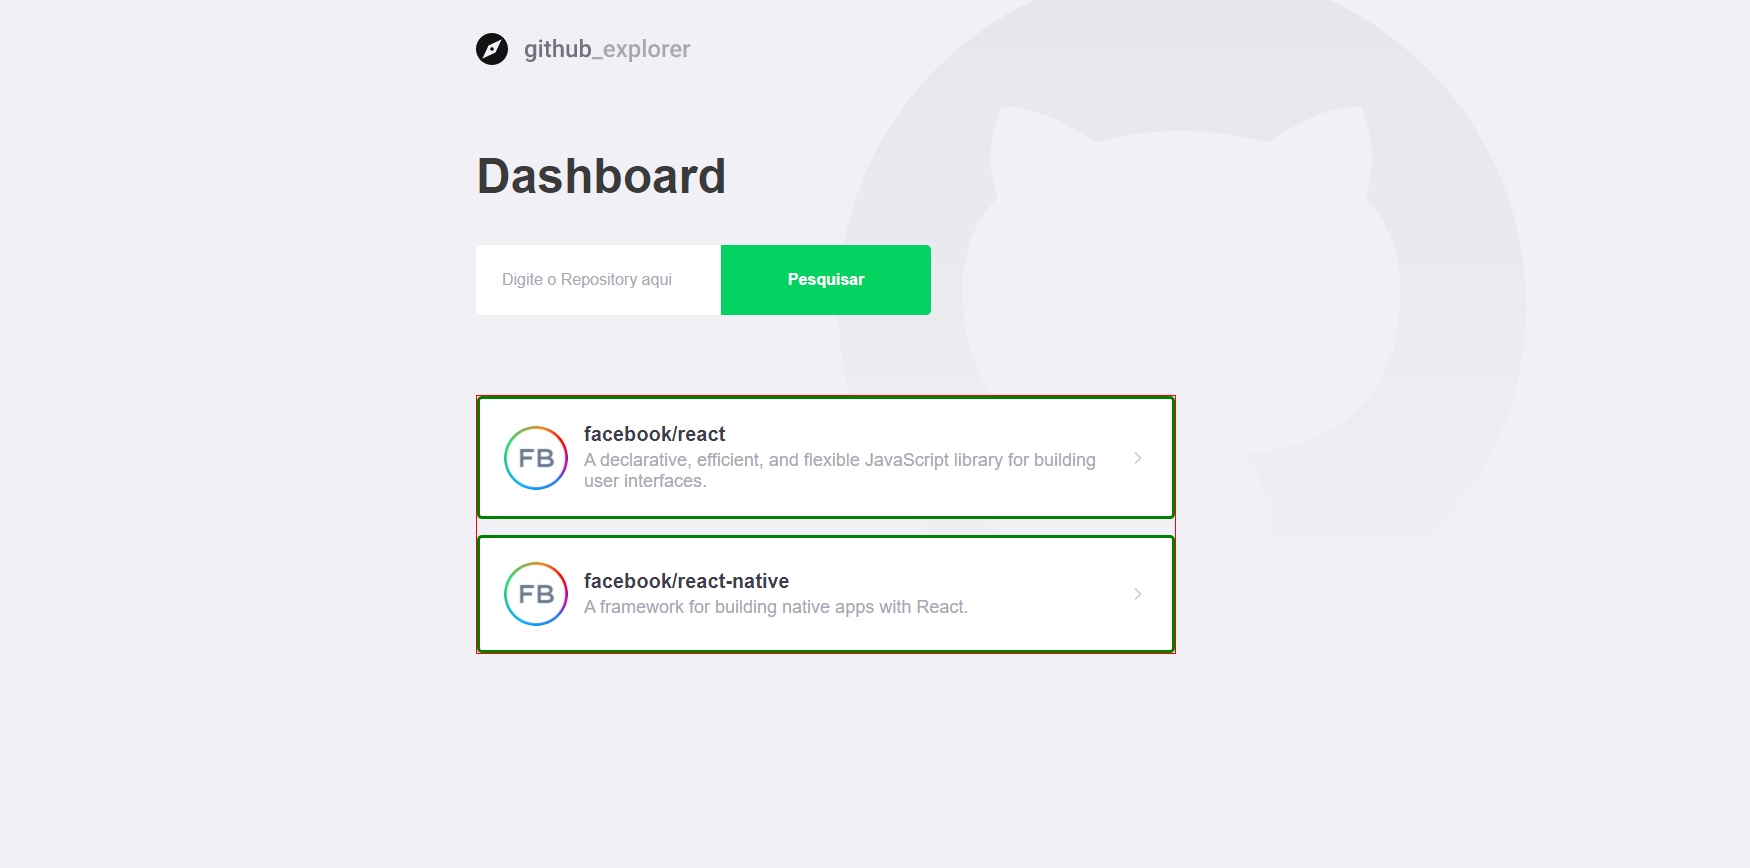 github_explorer
Dashboard
Digite o Repository aqui
Pesquisar
FB
facebook/react
A declarative, efficient, and flexible JavaScript library for building
user interfaces.
FB
facebook/react-native
A framework for building native apps with React.